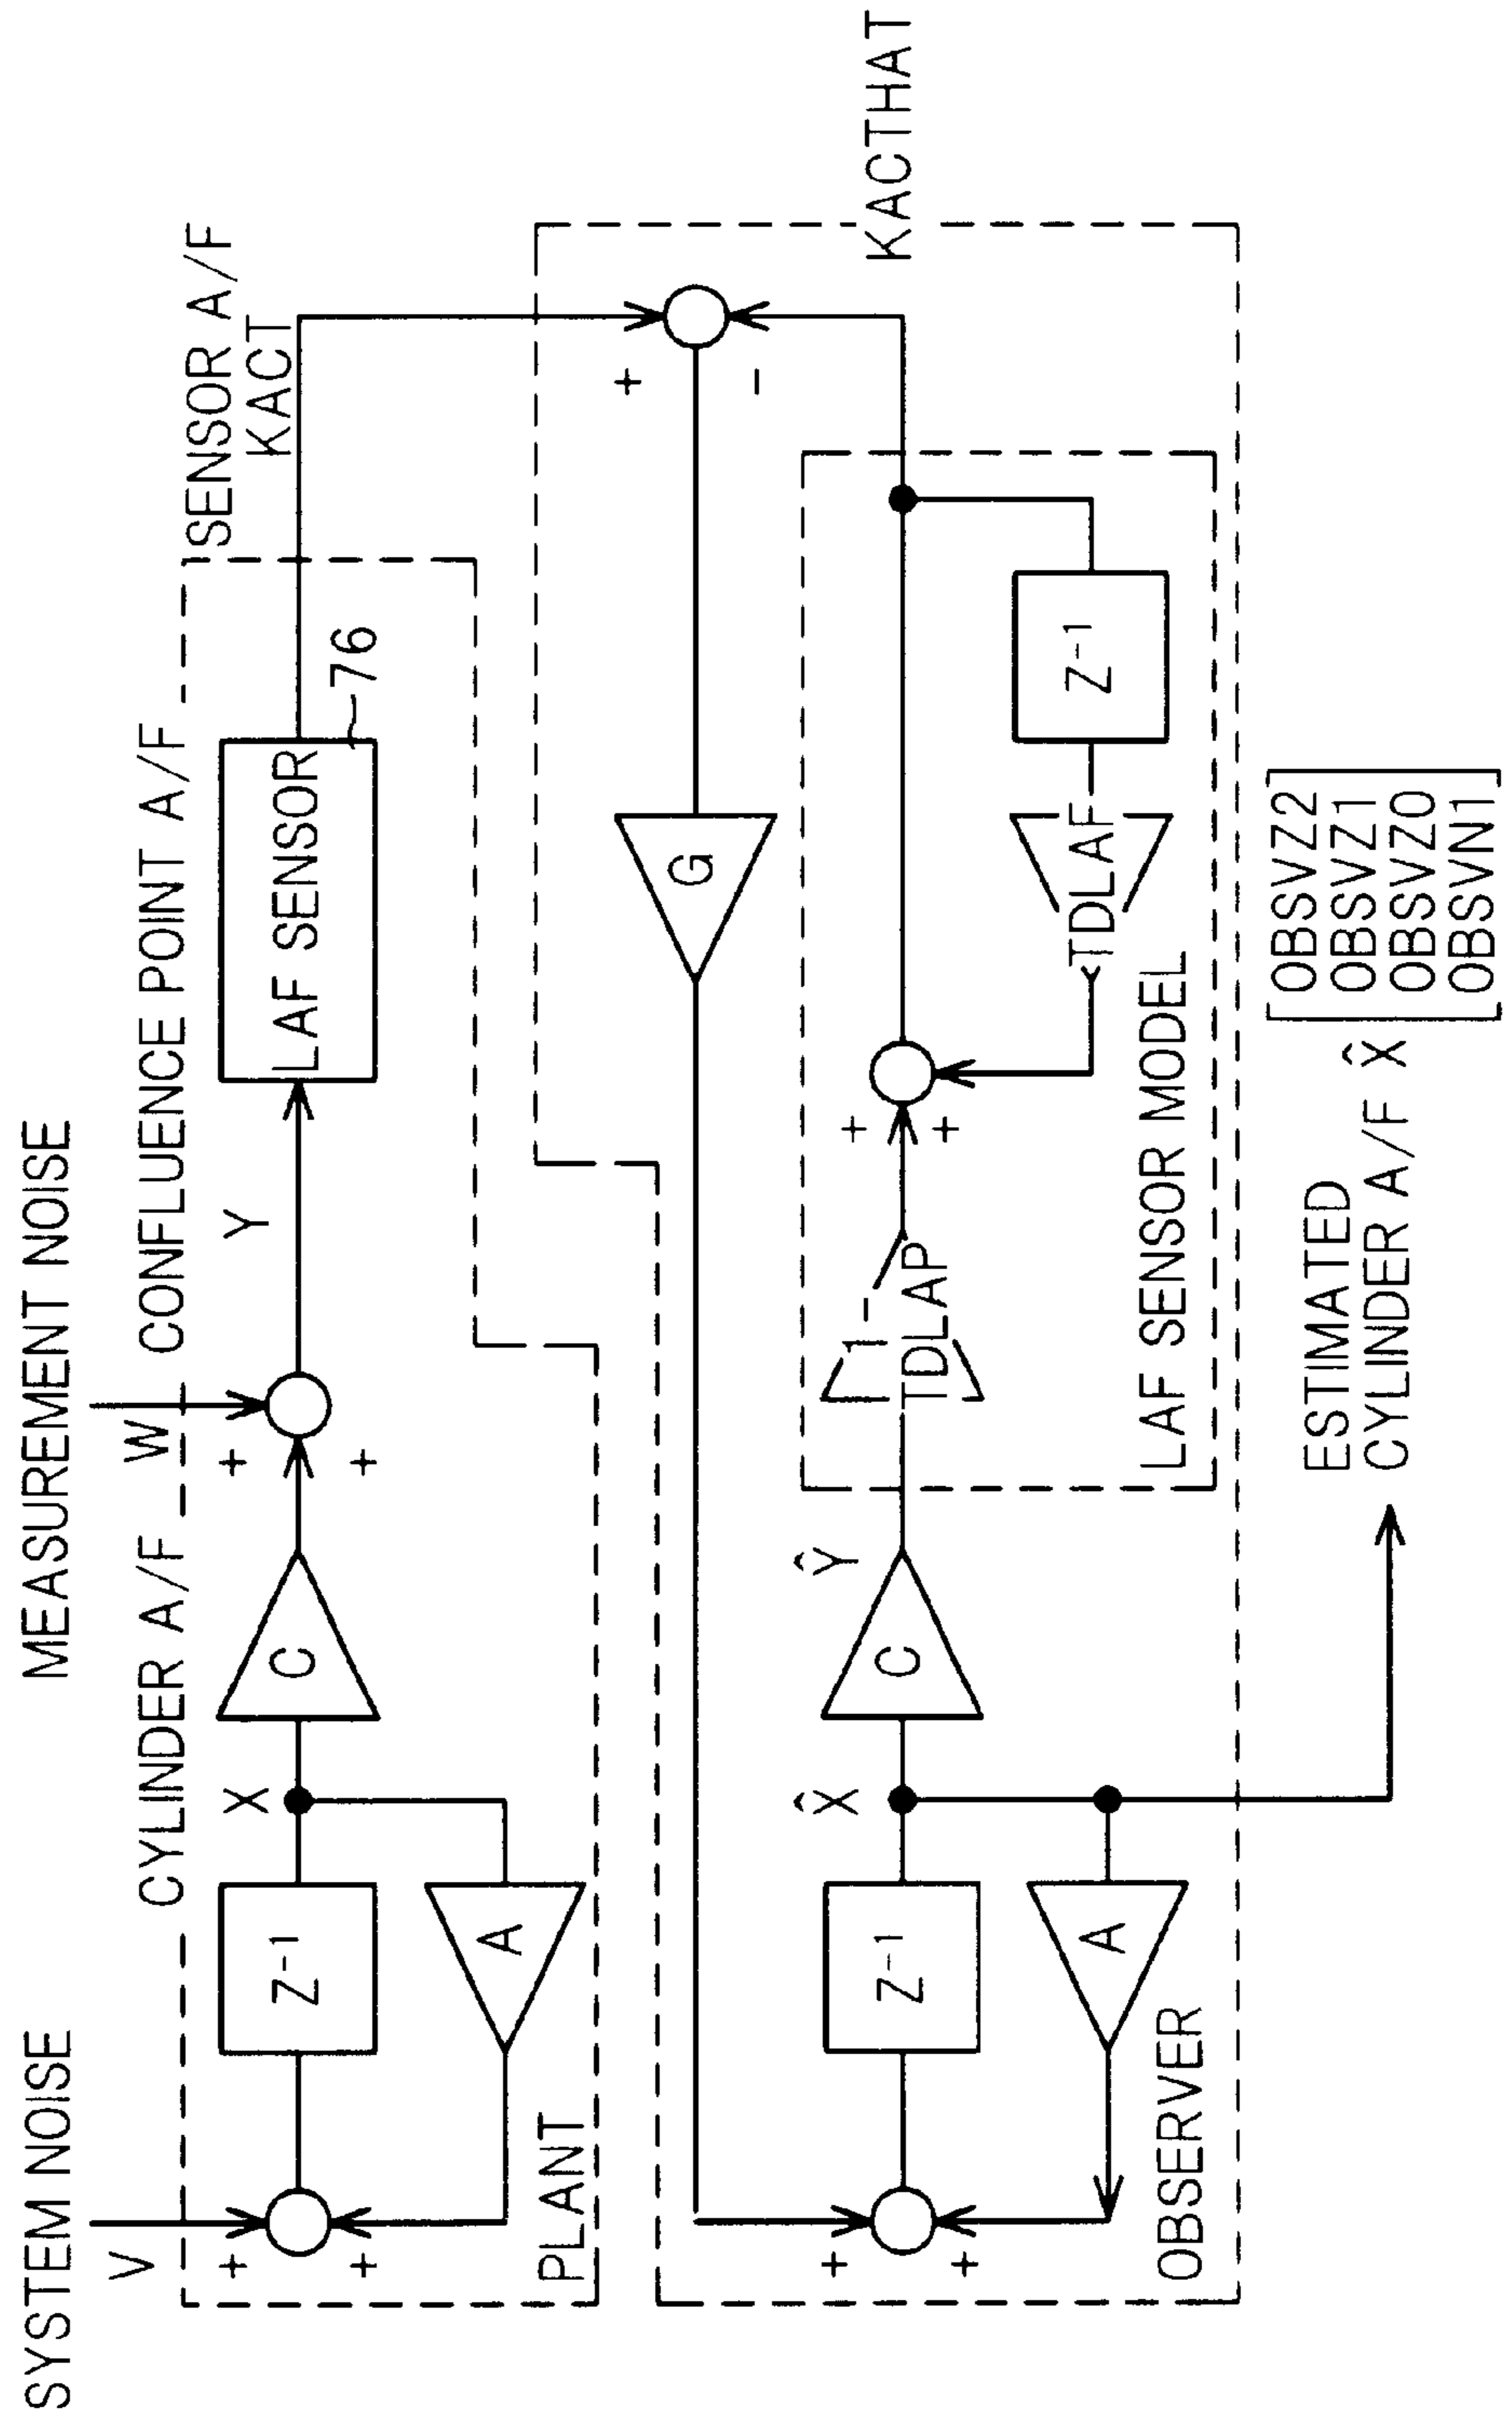 SYSTEM NOISE
MEASUREMENT NOISE
V
W
CYLINDER A/F
CONFLUENCE POINT A/F
SENSOR A/F
KACT
+
+
Z-1
X
C
+
+
Y
LAF SENSOR
76
A
PLANT
+
-
G
KACTHAT
+
+
Z-1
X̂
C
Ŷ
1-
TDLAP
+
+
TDLAF
Z-1
A
OBSERVER
LAF SENSOR MODEL
ESTIMATED
CYLINDER A/F X̂
OBSVZ2
OBSVZ1
OBSVZ0
OBSVN1